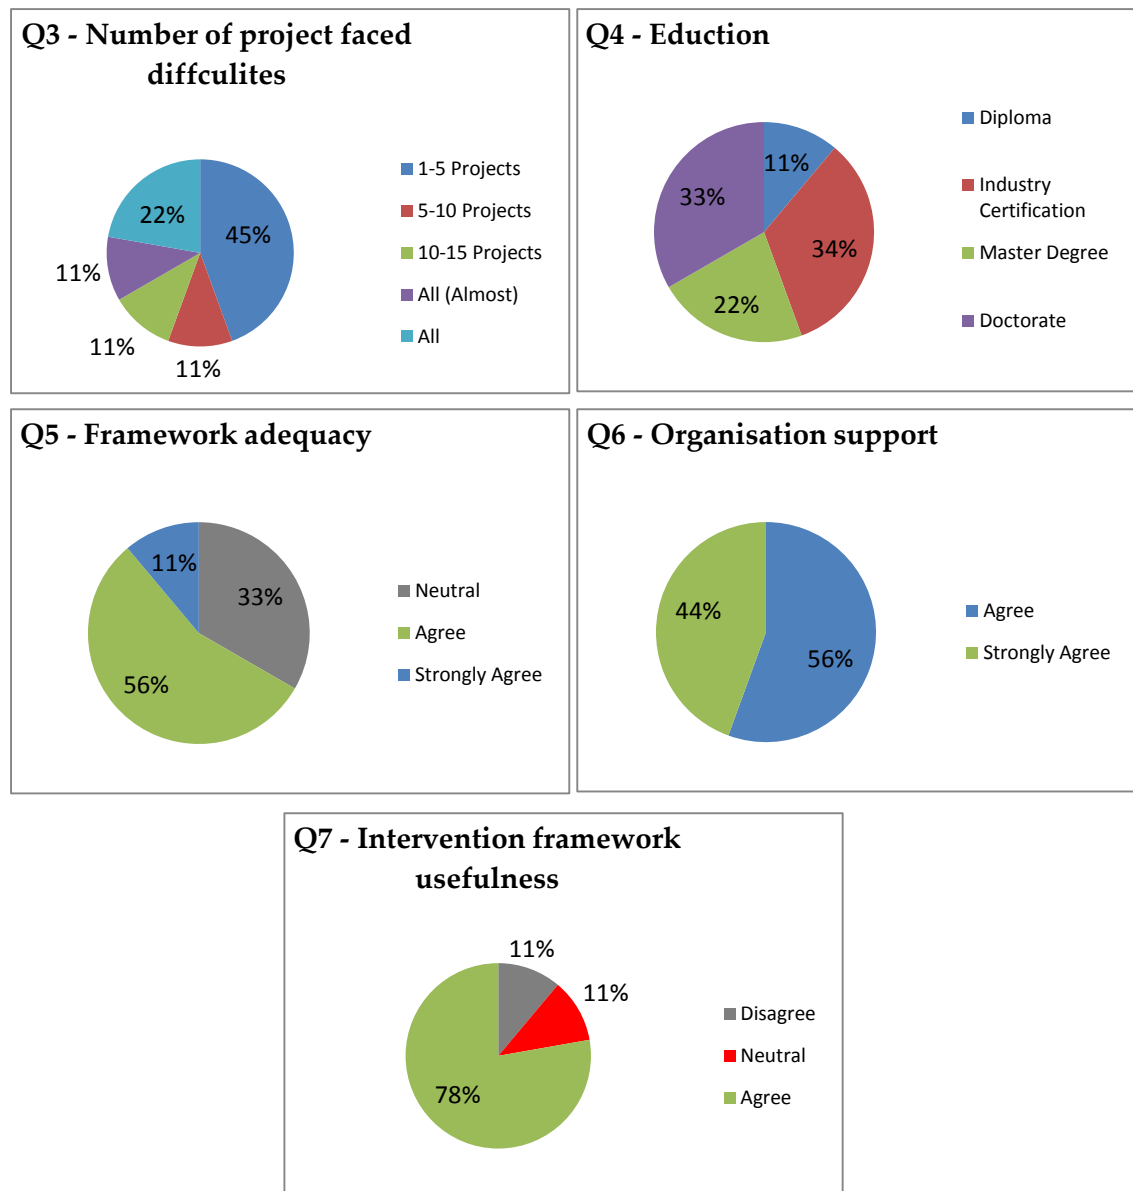 Q3 - Number of project faced
diffculites
45%
11%
11%
11%
22%
1-5 Projects
5-10 Projects
10-15 Projects
All (Almost)
All
Q4 - Eduction
11%
34%
22%
33%
Diploma
Industry
Certification
Master Degree
Doctorate
Q5 - Framework adequacy
33%
56%
11%
Neutral
Agree
Strongly Agree
Q6 - Organisation support
56%
44%
Agree
Strongly Agree
Q7 - Intervention framework
usefulness
11%
11%
78%
Disagree
Neutral
Agree